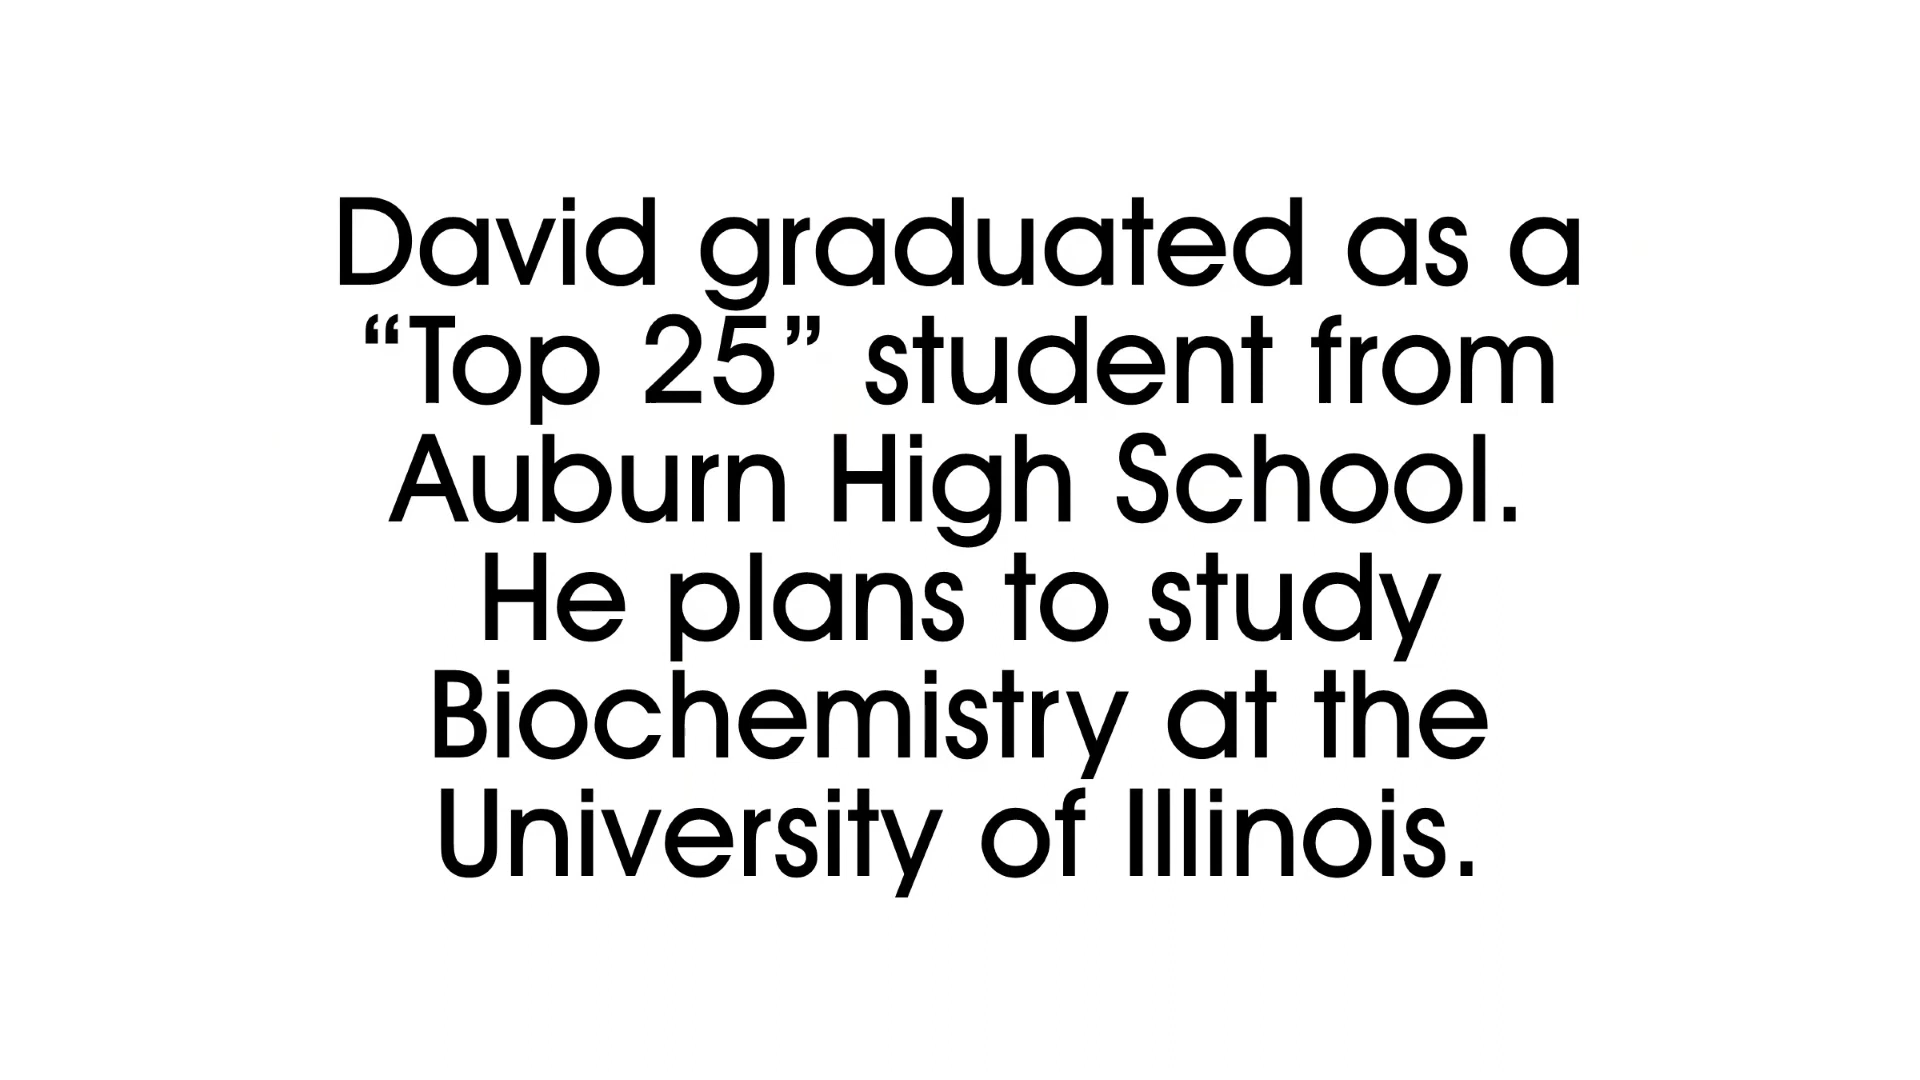 David graduated as a
“Top 25” student from
Auburn High School.
He plans to study
Biochemistry at the
University of Illinois.